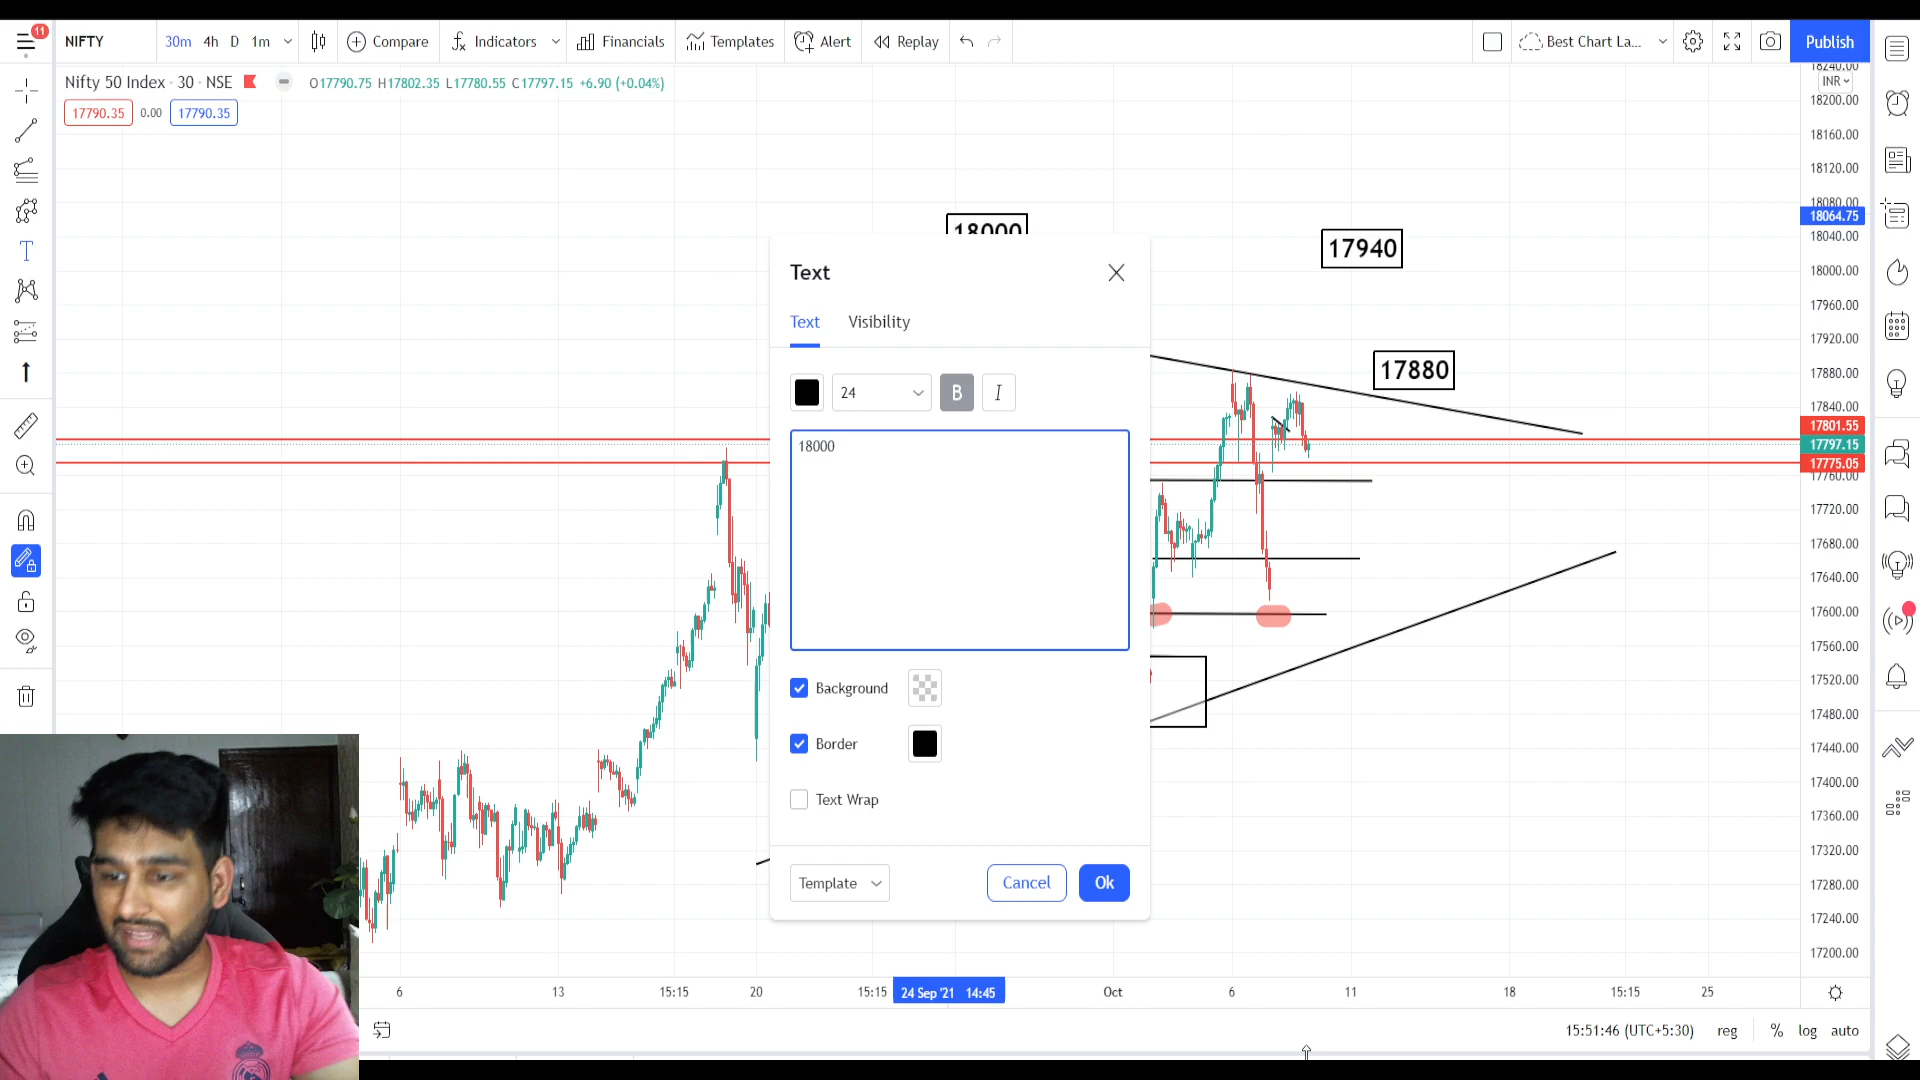 11
NIFTY
30m 4h D 1m
Compare
Indicators
Financials
Templates
Alert
Replay
Best Chart La...
Publish
Nifty 50 Index · 30 · NSE
O17790.75 H17802.35 L17780.55 C17797.15 +6.90 (+0.04%)
17790.35 0.00 17790.35
INR
18240.00
18200.00
18160.00
18120.00
18080.00
18064.75
18040.00
18000.00
17960.00
17920.00
17880.00
17840.00
17801.55
17797.15
17775.05
17760.00
17720.00
17680.00
17640.00
17600.00
17560.00
17520.00
17480.00
17440.00
17400.00
17360.00
17320.00
17280.00
17240.00
17200.00
18000
17940
17880
Text
Text Visibility
24 B I
18000
Background
Border
Text Wrap
Template
Cancel
Ok
6 13 15:15 20 15:15 24 Sep '21 14:45 Oct 6 11 18 15:15 25
15:51:46 (UTC+5:30) reg % log auto